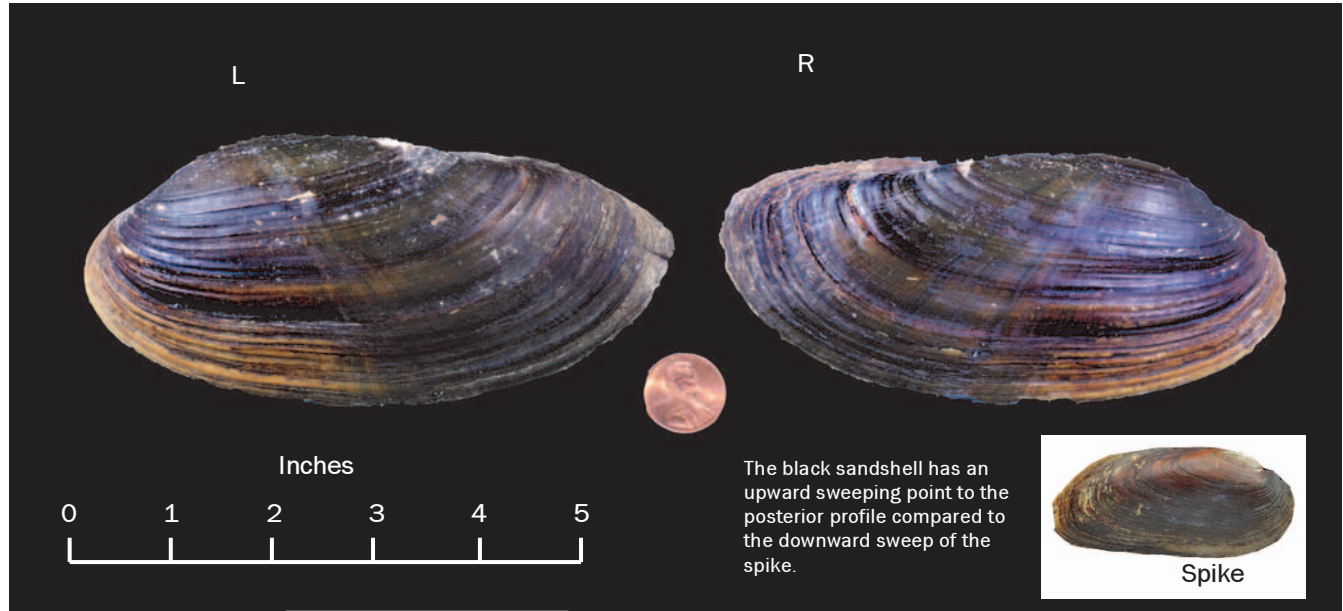 L
R
Inches
0 1 2 3 4 5
The black sandshell has an
upward sweeping point to the
posterior profile compared to
the downward sweep of the
spike.
Spike